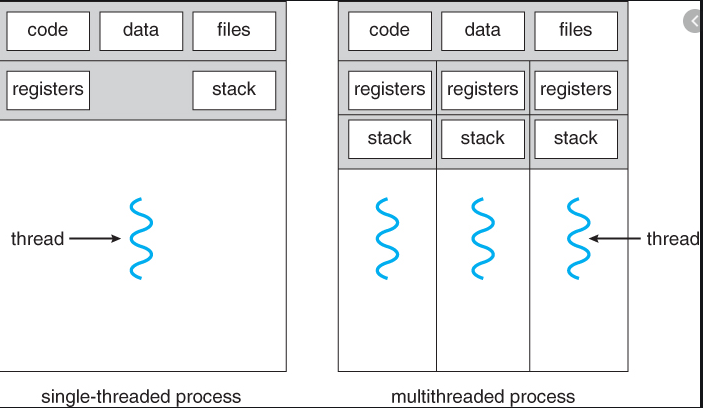 code data files code data files
registers stack registers registers registers
stack stack stack
thread thread
single-threaded process multithreaded process